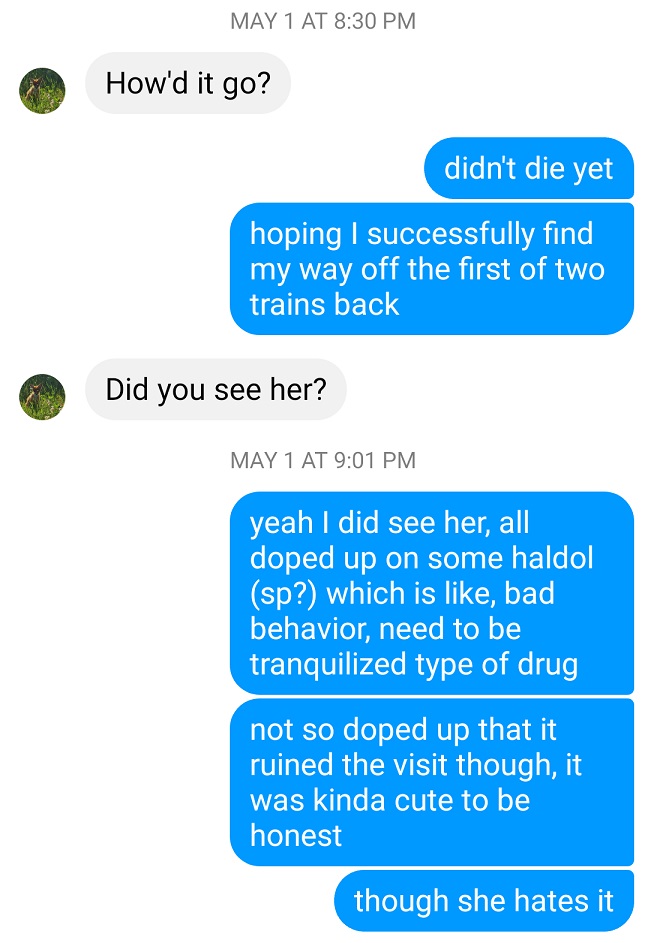 MAY 1 AT 8:30 PM
How'd it go?
didn't die yet
hoping I successfully find
my way off the first of two
trains back
Did you see her?
MAY 1 AT 9:01 PM
yeah I did see her, all
doped up on some haldol
(sp?) which is like, bad
behavior, need to be
tranquilized type of drug
not so doped up that it
ruined the visit though, it
was kinda cute to be
honest
though she hates it